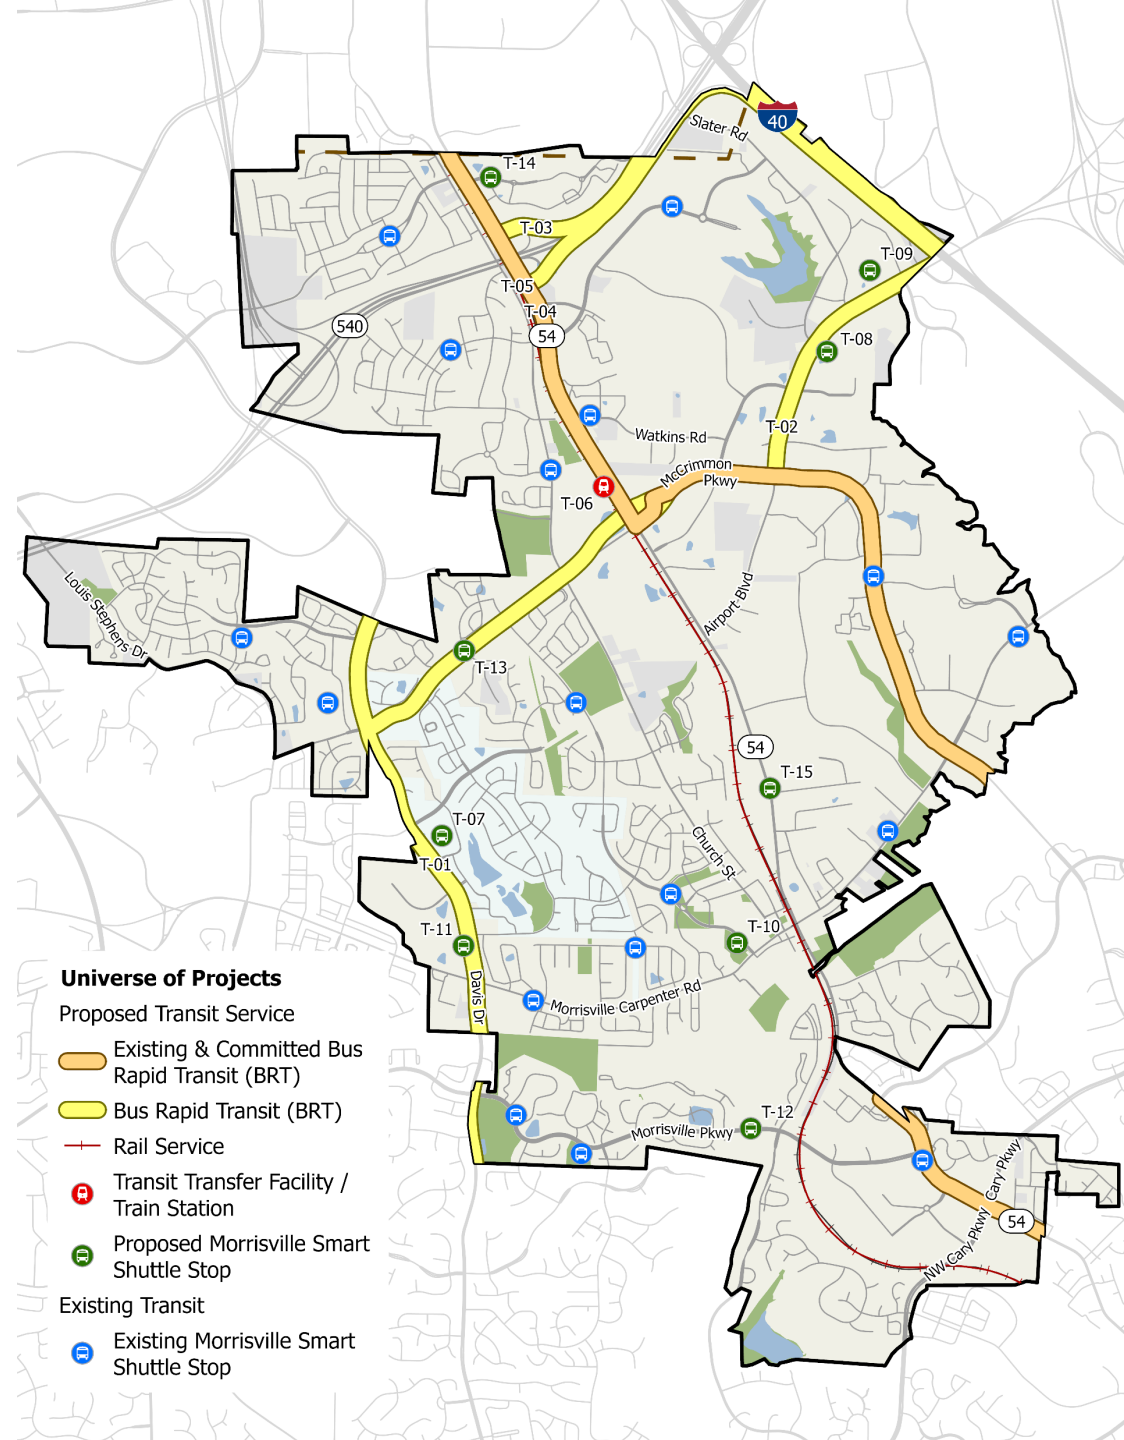 Slater Rd
40
T-14
T-03
T-09
T-05
T-04
540
54
T-08
T-02
Watkins Rd
McCrimmon
Pkwy
T-06
Louis Stephens Dr
Airport Blvd
T-13
54
T-15
T-07
Church St
T-01
T-11
T-10
Davis Dr
Morrisville Carpenter Rd
T-12
Morrisville Pkwy
Cary Pkwy
NW Cary Pkwy
54
Universe of Projects
Proposed Transit Service
Existing & Committed Bus
Rapid Transit (BRT)
Bus Rapid Transit (BRT)
Rail Service
Transit Transfer Facility /
Train Station
Proposed Morrisville Smart
Shuttle Stop
Existing Transit
Existing Morrisville Smart
Shuttle Stop